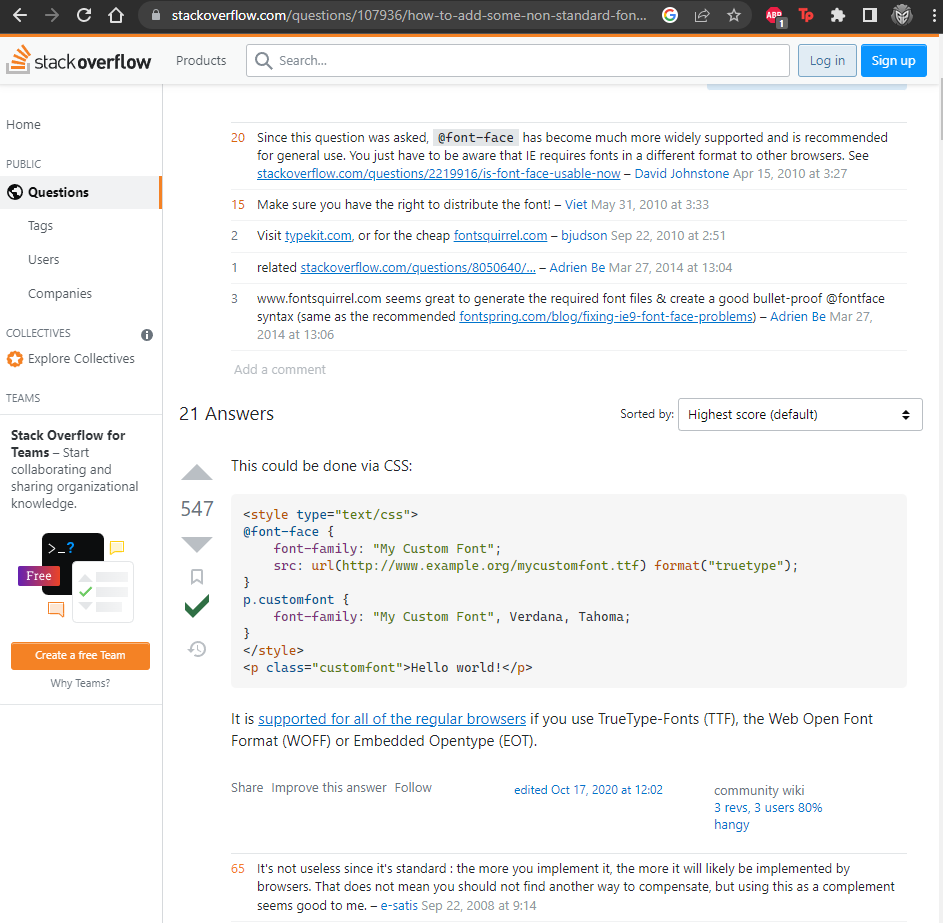 stackoverflow.com/questions/107936/how-to-add-some-non-standard-fon...
ABP
1
Tp
stackoverflow
Products
Search...
Log in
Sign up
Home
PUBLIC
Questions
Tags
Users
Companies
COLLECTIVES
Explore Collectives
TEAMS
Stack Overflow for
Teams – Start
collaborating and
sharing organizational
knowledge.
>_?
Free
Create a free Team
Why Teams?
20 Since this question was asked, @font-face has become much more widely supported and is recommended
for general use. You just have to be aware that IE requires fonts in a different format to other browsers. See
stackoverflow.com/questions/2219916/is-font-face-usable-now – David Johnstone Apr 15, 2010 at 3:27
15 Make sure you have the right to distribute the font! – Viet May 31, 2010 at 3:33
2 Visit typekit.com, or for the cheap fontsquirrel.com – bjudson Sep 22, 2010 at 2:51
1 related stackoverflow.com/questions/8050640/... – Adrien Be Mar 27, 2014 at 13:04
3 www.fontsquirrel.com seems great to generate the required font files & create a good bullet-proof @fontface
syntax (same as the recommended fontspring.com/blog/fixing-ie9-font-face-problems) – Adrien Be Mar 27,
2014 at 13:06
Add a comment
21 Answers
Sorted by:
Highest score (default)
547
This could be done via CSS:
<style type="text/css">
@font-face {
    font-family: "My Custom Font";
    src: url(http://www.example.org/mycustomfont.ttf) format("truetype");
}
p.customfont {
    font-family: "My Custom Font", Verdana, Tahoma;
}
</style>
<p class="customfont">Hello world!</p>
It is supported for all of the regular browsers if you use TrueType-Fonts (TTF), the Web Open Font
Format (WOFF) or Embedded Opentype (EOT).
Share Improve this answer Follow
edited Oct 17, 2020 at 12:02
community wiki
3 revs, 3 users 80%
hangy
65 It's not useless since it's standard : the more you implement it, the more it will likely be implemented by
browsers. That does not mean you should not find another way to compensate, but using this as a complement
seems good to me. – e-satis Sep 22, 2008 at 9:14